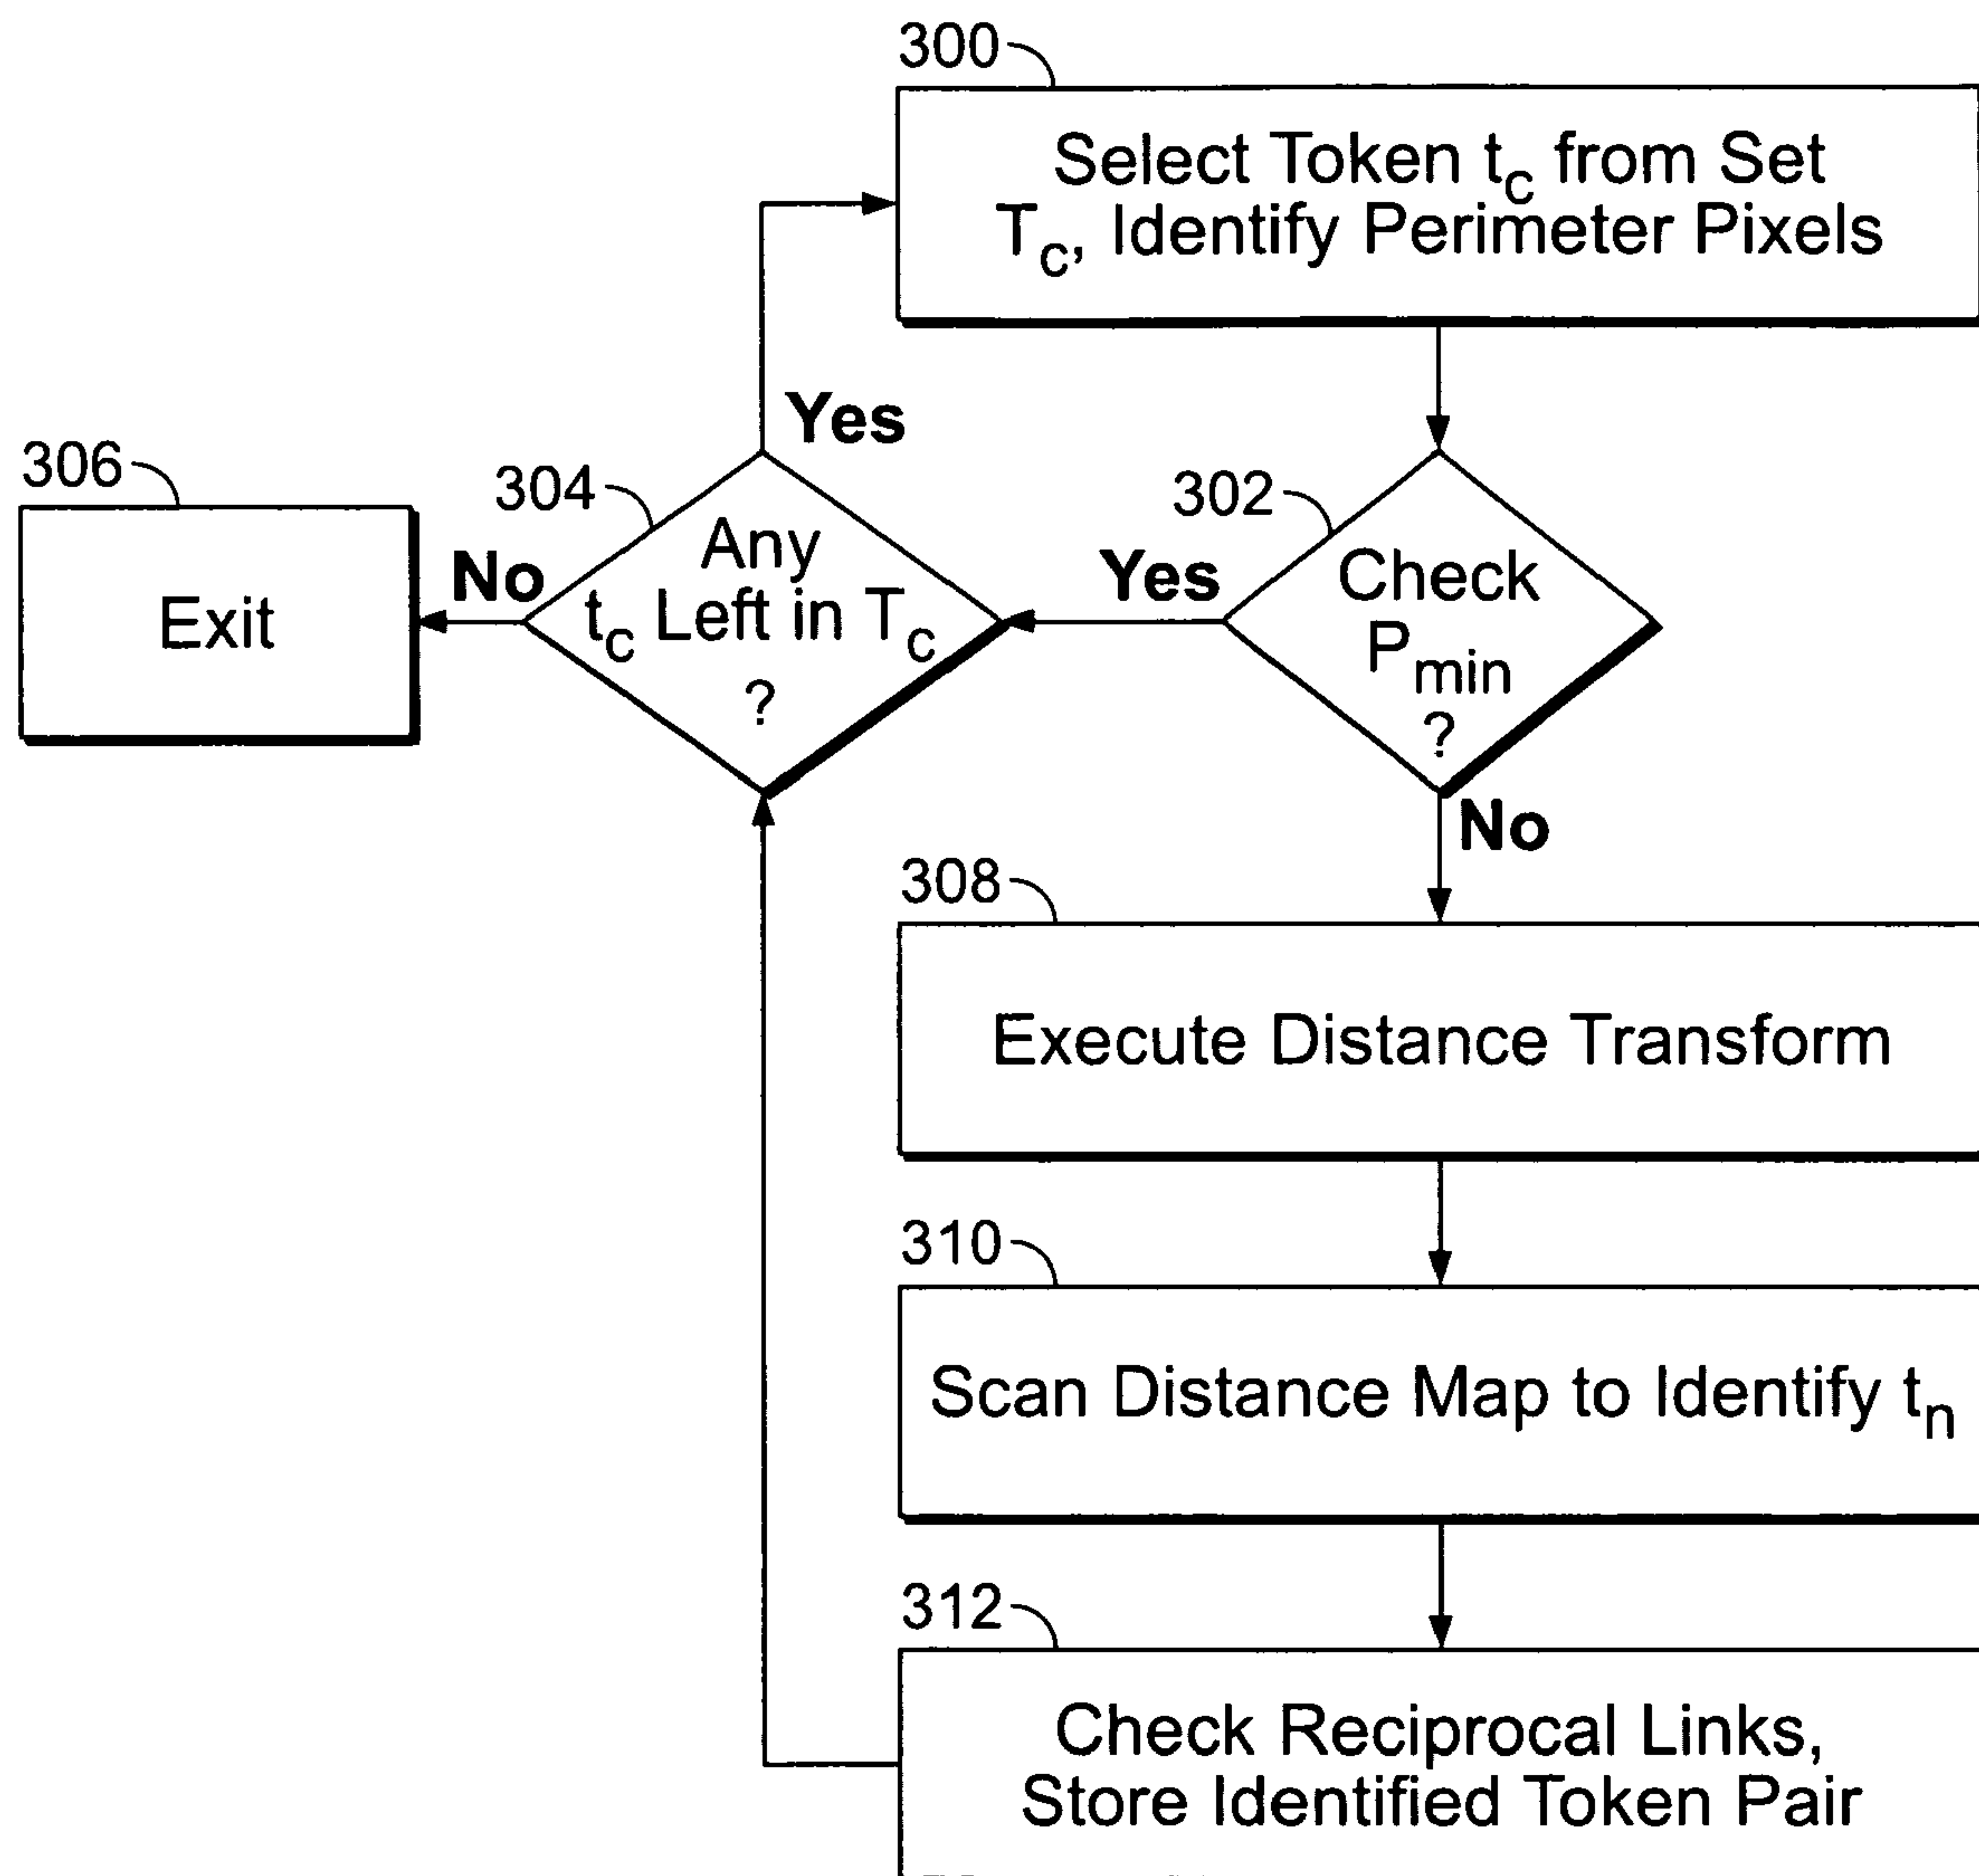 300
Select Token tc from Set
Tc, Identify Perimeter Pixels
Yes
306
304
302
Exit
No
Any
tc Left in Tc
?
Yes
Check
Pmin
?
No
308
Execute Distance Transform
310
Scan Distance Map to Identify tn
312
Check Reciprocal Links,
Store Identified Token Pair